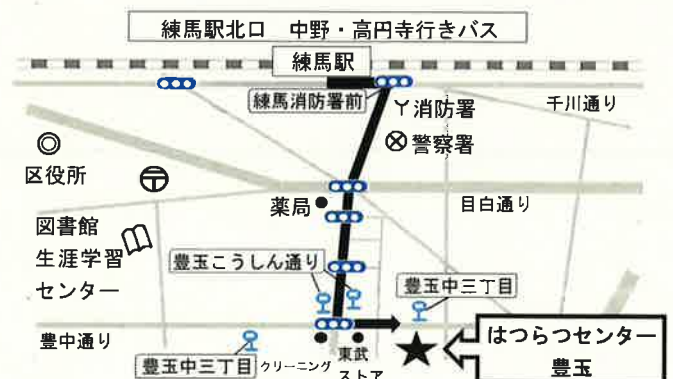 練馬駅北口　中野・高円寺行きバス
練馬駅
練馬消防署前
消防署
千川通り
警察署
区役所
薬局
目白通り
図書館
生涯学習
センター
豊玉こうしん通り
豊玉中三丁目
豊中通り
はつらつセンター
豊玉
豊玉中三丁目
クリーニング
東武
ストア